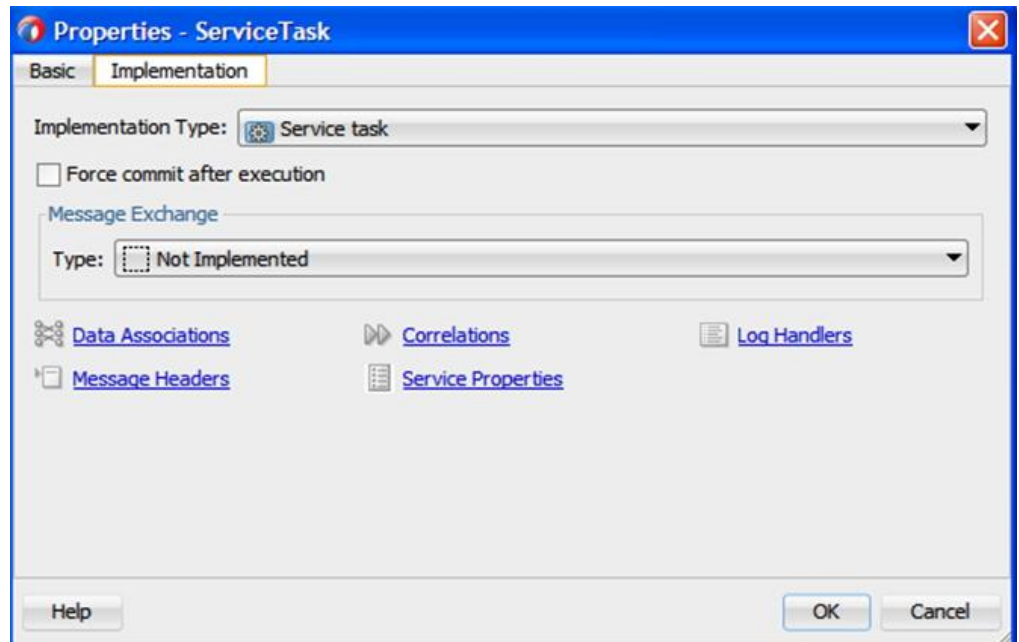 Properties - ServiceTask
Basic Implementation
Implementation Type: Service task
Force commit after execution
Message Exchange
Type: Not Implemented
Data Associations Correlations Log Handlers
Message Headers Service Properties
Help OK Cancel